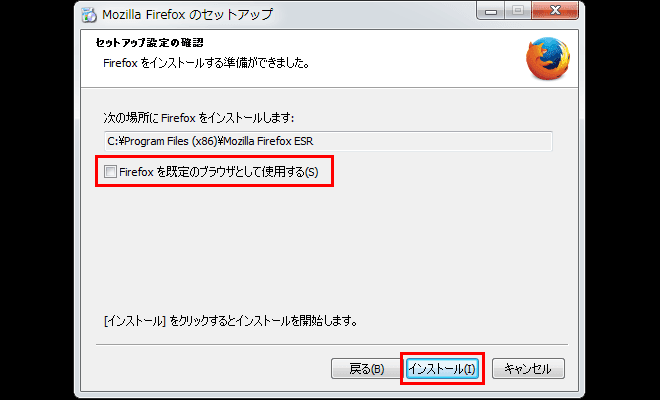 Mozilla Firefox のセットアップ
セットアップ設定の確認
Firefox をインストールする準備ができました。
次の場所に Firefox をインストールします:
C:¥Program Files (x86)¥Mozilla Firefox ESR
Firefox を既定のブラウザとして使用する(S)
[インストール] をクリックするとインストールを開始します。
戻る(B) インストール(I) キャンセル